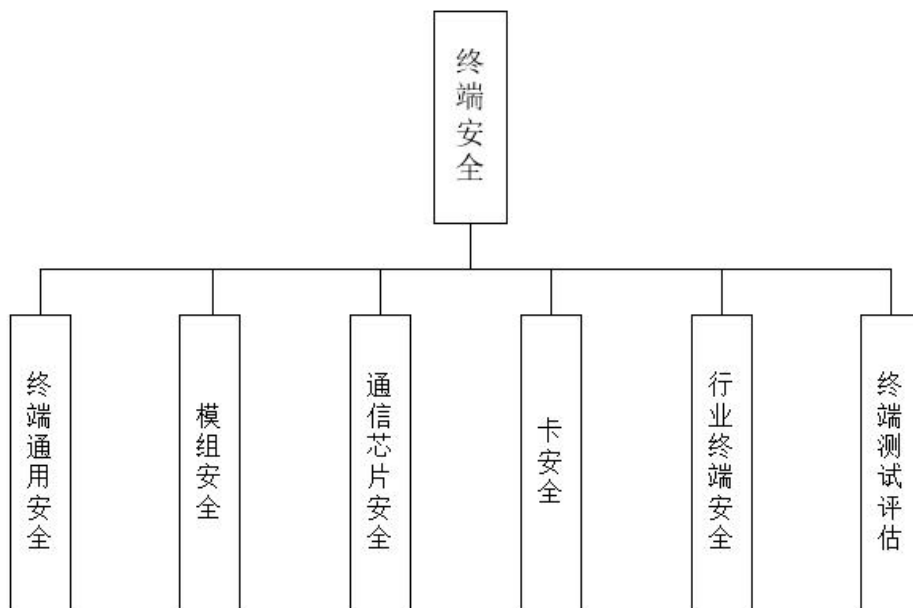 终端安全
终端通用安全
模组安全
通信芯片安全
卡安全
行业终端安全
终端测试评估